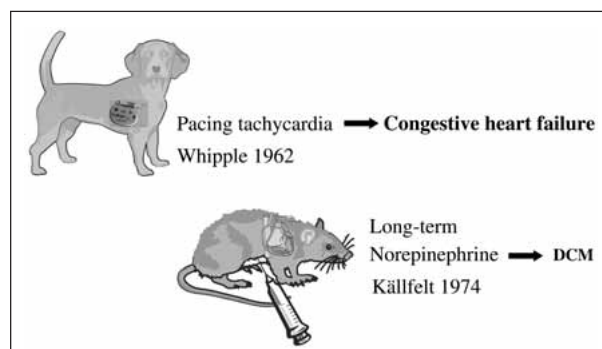 Pacing tachycardia → Congestive heart failure
Whipple 1962
Long-term
Norepinephrine → DCM
Källfelt 1974